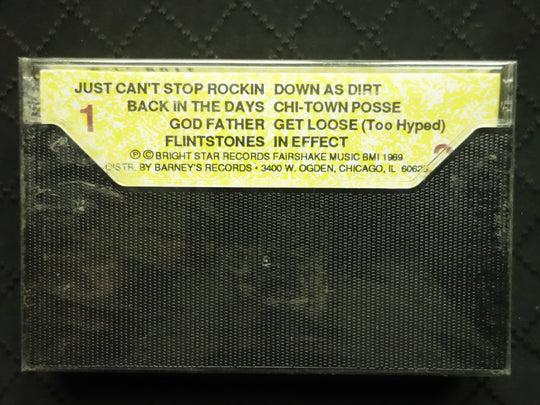 JUST CAN'T STOP ROCKIN DOWN AS DIRT
1 BACK IN THE DAYS CHI-TOWN POSSE
GOD FATHER GET LOOSE (Too Hyped)
FLINTSTONES IN EFFECT
℗ © BRIGHT STAR RECORDS FAIRSHAKE MUSIC BMI 1989
DISTR. BY BARNEY'S RECORDS • 3400 W. OGDEN, CHICAGO, IL